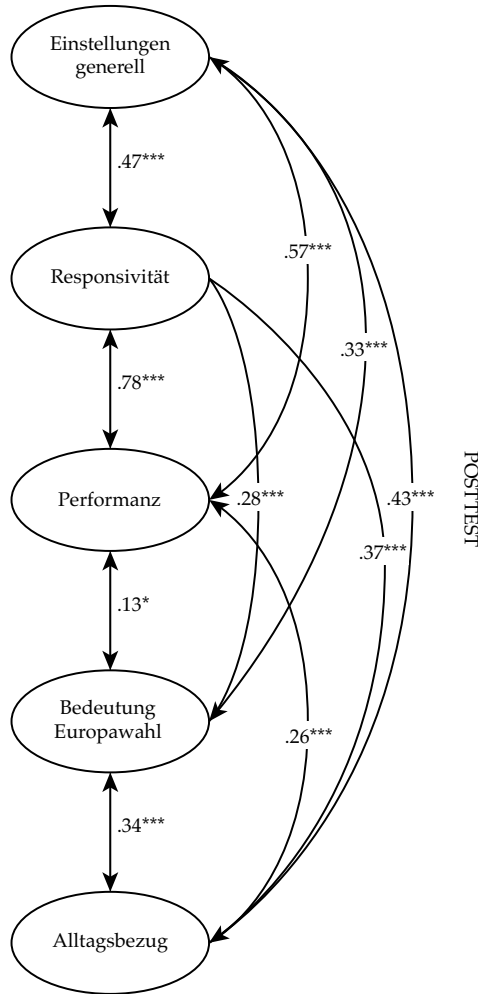 Einstellungen
generell
.47***
.57***
Responsivität
.33***
.78***
POSTTEST
Performanz
.28***
.43***
.37***
.13*
Bedeutung
Europawahl
.26***
.34***
Alltagsbezug